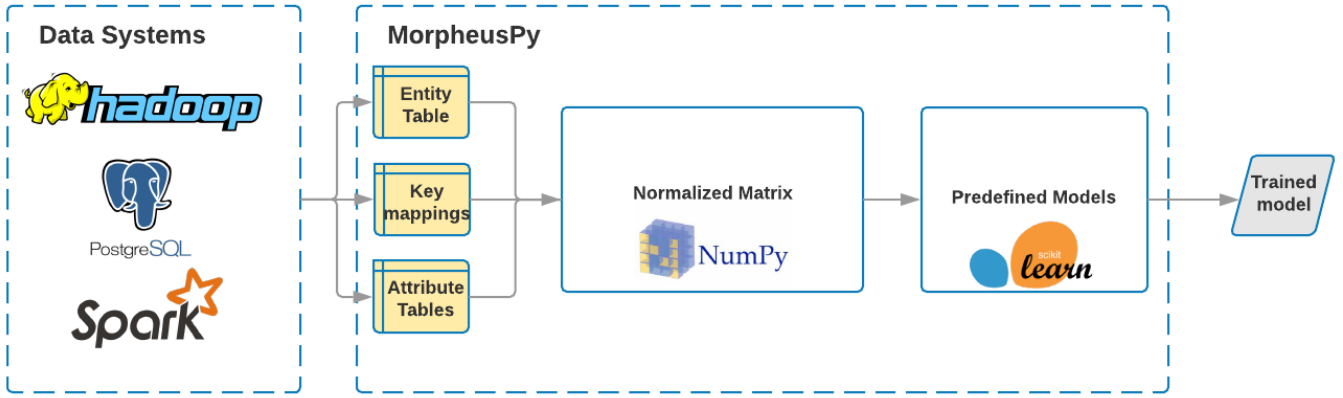 Data Systems
hadoop
PostgreSQL
Spark
MorpheusPy
Entity
Table
Key
mappings
Attribute
Tables
Normalized Matrix
NumPy
Predefined Models
scikit
learn
Trained
model